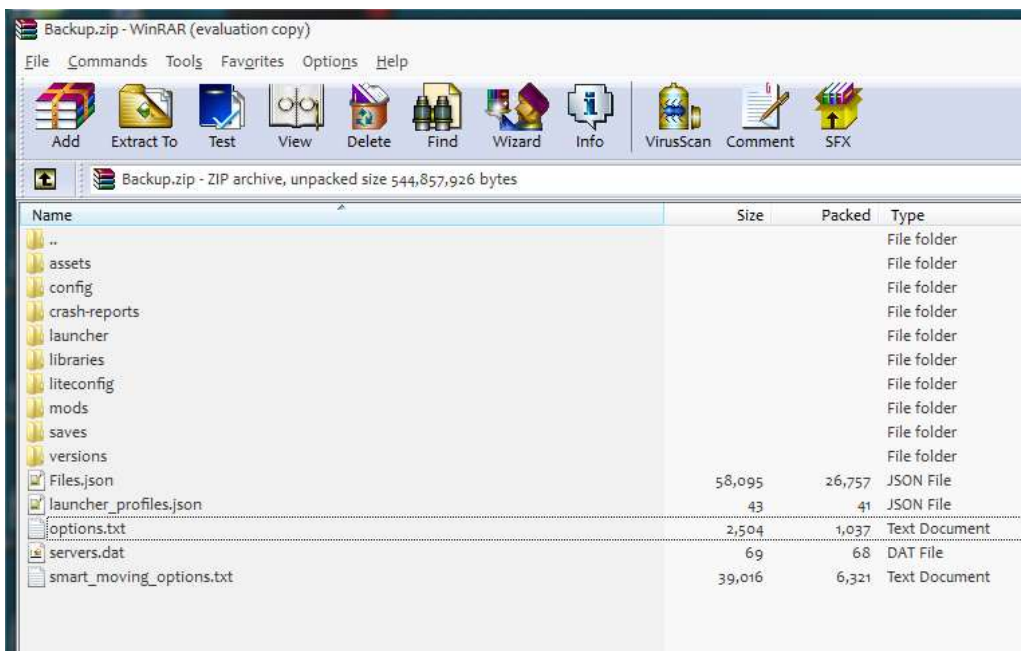 Backup.zip - WinRAR (evaluation copy)
File Commands Tools Favorites Options Help
Add Extract To Test View Delete Find Wizard Info VirusScan Comment SFX
Backup.zip - ZIP archive, unpacked size 544,857,926 bytes
Name Size Packed Type
.. File folder
assets File folder
config File folder
crash-reports File folder
launcher File folder
libraries File folder
liteconfig File folder
mods File folder
saves File folder
versions File folder
Files.json 58,095 26,757 JSON File
launcher_profiles.json 43 41 JSON File
options.txt 2,504 1,037 Text Document
servers.dat 69 68 DAT File
smart_moving_options.txt 39,016 6,321 Text Document